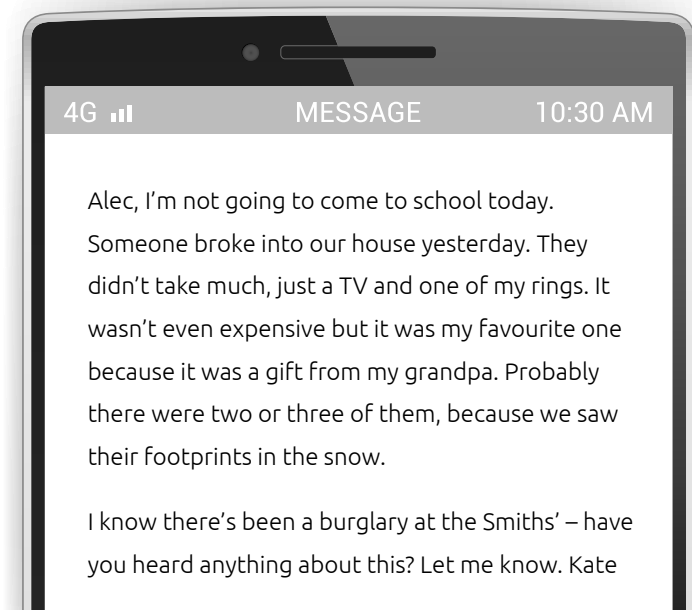 4G MESSAGE 10:30 AM
Alec, I’m not going to come to school today.
Someone broke into our house yesterday. They
didn’t take much, just a TV and one of my rings. It
wasn’t even expensive but it was my favourite one
because it was a gift from my grandpa. Probably
there were two or three of them, because we saw
their footprints in the snow.
I know there’s been a burglary at the Smiths’ – have
you heard anything about this? Let me know. Kate